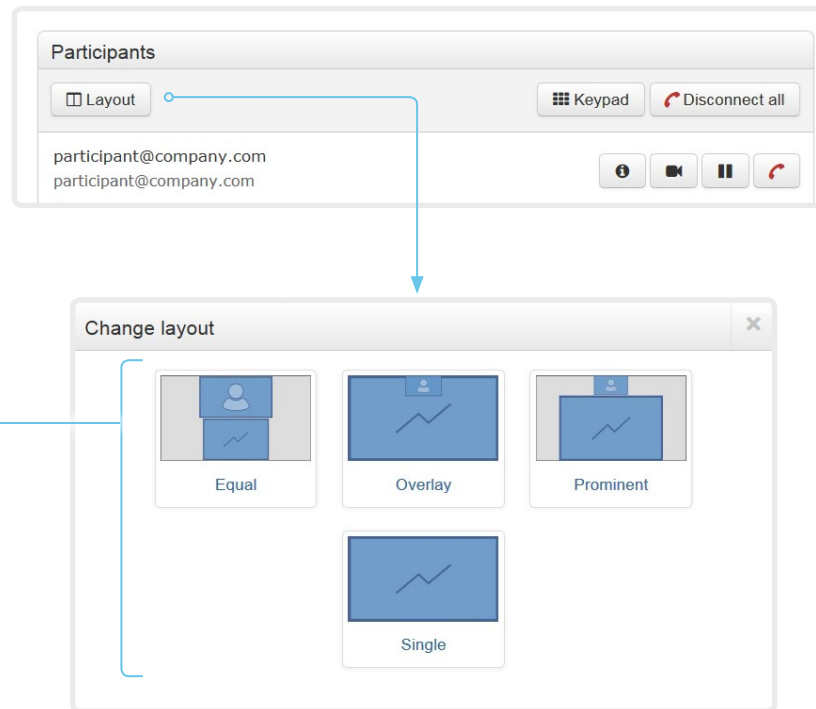 Participants
Layout
Keypad
Disconnect all
participant@company.com
participant@company.com
Change layout
Equal
Overlay
Prominent
Single